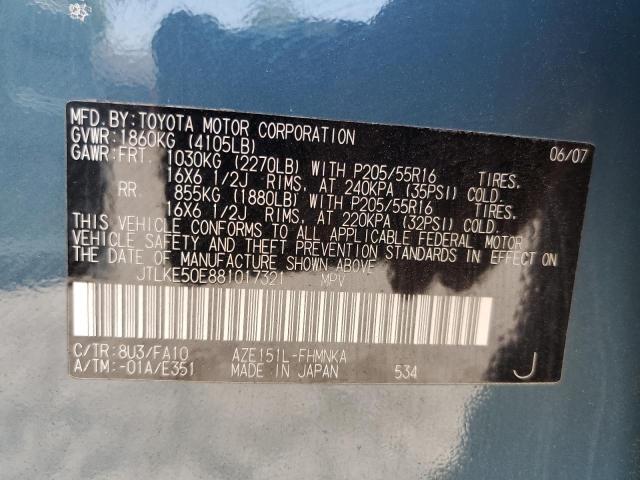 MFD.BY:TOYOTA MOTOR CORPORATION 06/07
GVWR:1860KG (4105LB)
GAWR:FRT. 1030KG (2270LB) WITH P205/55R16 TIRES.
16X6 1/2J RIMS. AT 240KPA (35PSI) COLD.
RR. 855KG (1880LB) WITH P205/55R16 TIRES.
16X6 1/2J RIMS. AT 220KPA (32PSI) COLD.
THIS VEHICLE CONFORMS TO ALL APPLICABLE FEDERAL MOTOR
VEHICLE SAFETY AND THEFT PREVENTION STANDARDS IN EFFECT ON
THE DATE OF MANUFACTURE SHOWN ABOVE.
JTLKE50E881017321 MPV
C/TR:8U3/FA10 AZE151L-FHMNKA
A/TM:-01A/E351 MADE IN JAPAN 534 J